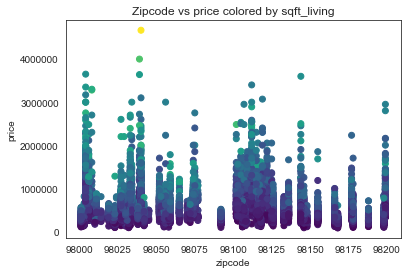 Zipcode vs price colored by sqft_living
price
4000000
3000000
2000000
1000000
0
98000 98025 98050 98075 98100 98125 98150 98175 98200
zipcode